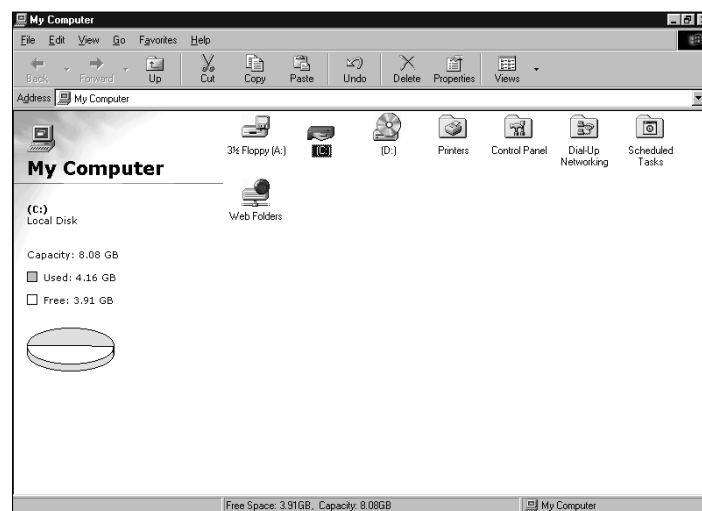 My Computer
File Edit View Go Favorites Help
Back Forward Up Cut Copy Paste Undo Delete Properties Views
Address My Computer
My Computer
(C:)
Local Disk
Capacity: 8.08 GB
Used: 4.16 GB
Free: 3.91 GB
3½ Floppy (A:) (C:) (D:) Printers Control Panel Dial-Up Networking Scheduled Tasks
Web Folders
Free Space: 3.91GB, Capacity: 8.08GB My Computer